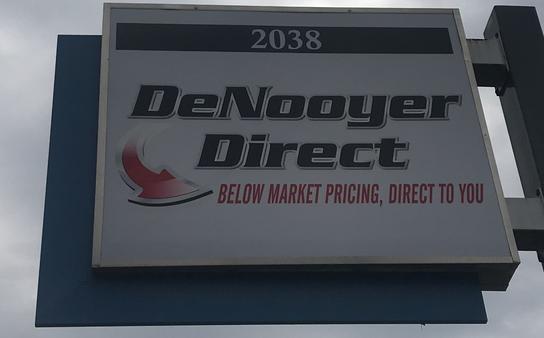 2038
DeNooyer
Direct
BELOW MARKET PRICING, DIRECT TO YOU